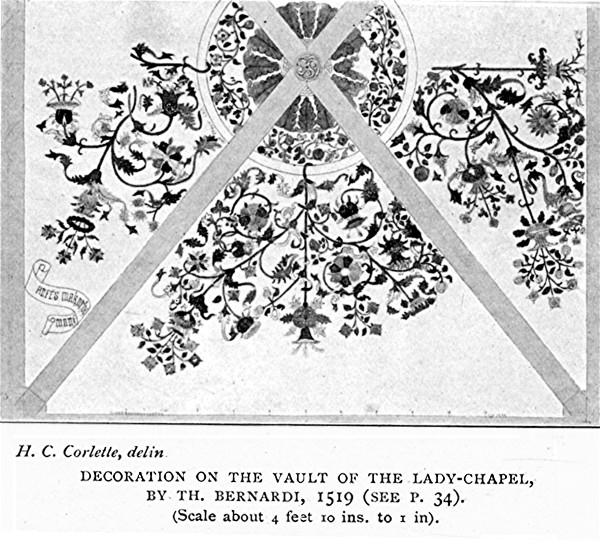 H. C. Corlette, delin
DECORATION ON THE VAULT OF THE LADY-CHAPEL,
BY TH. BERNARDI, 1519 (SEE P. 34).
(Scale about 4 feet 10 ins. to 1 in).